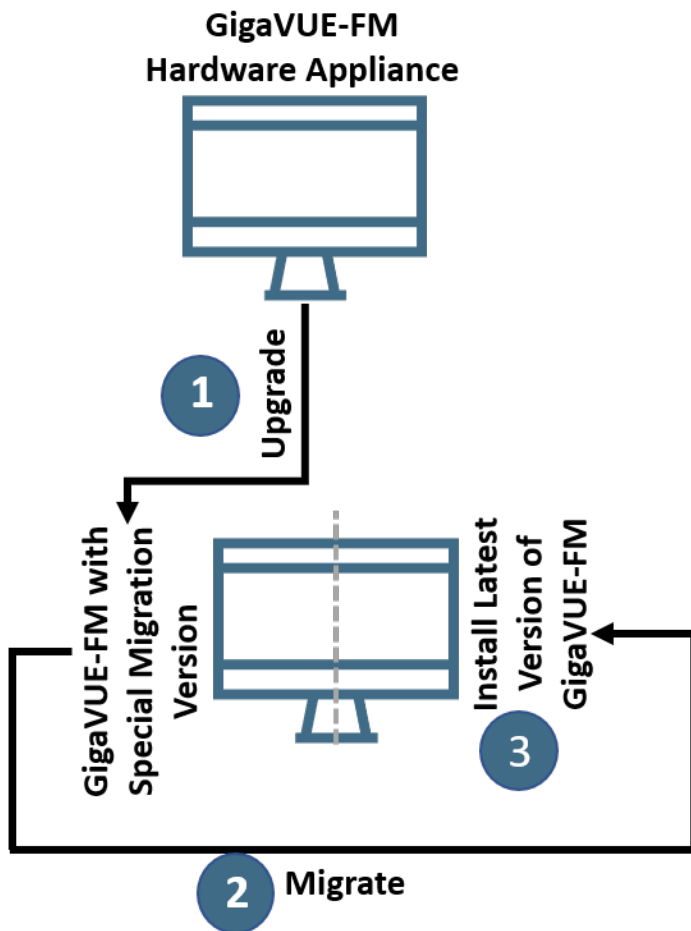 GigaVUE-FM
Hardware Appliance
1
Upgrade
GigaVUE-FM with
Special Migration
Version
Install Latest
Version of
GigaVUE-FM
3
2
Migrate